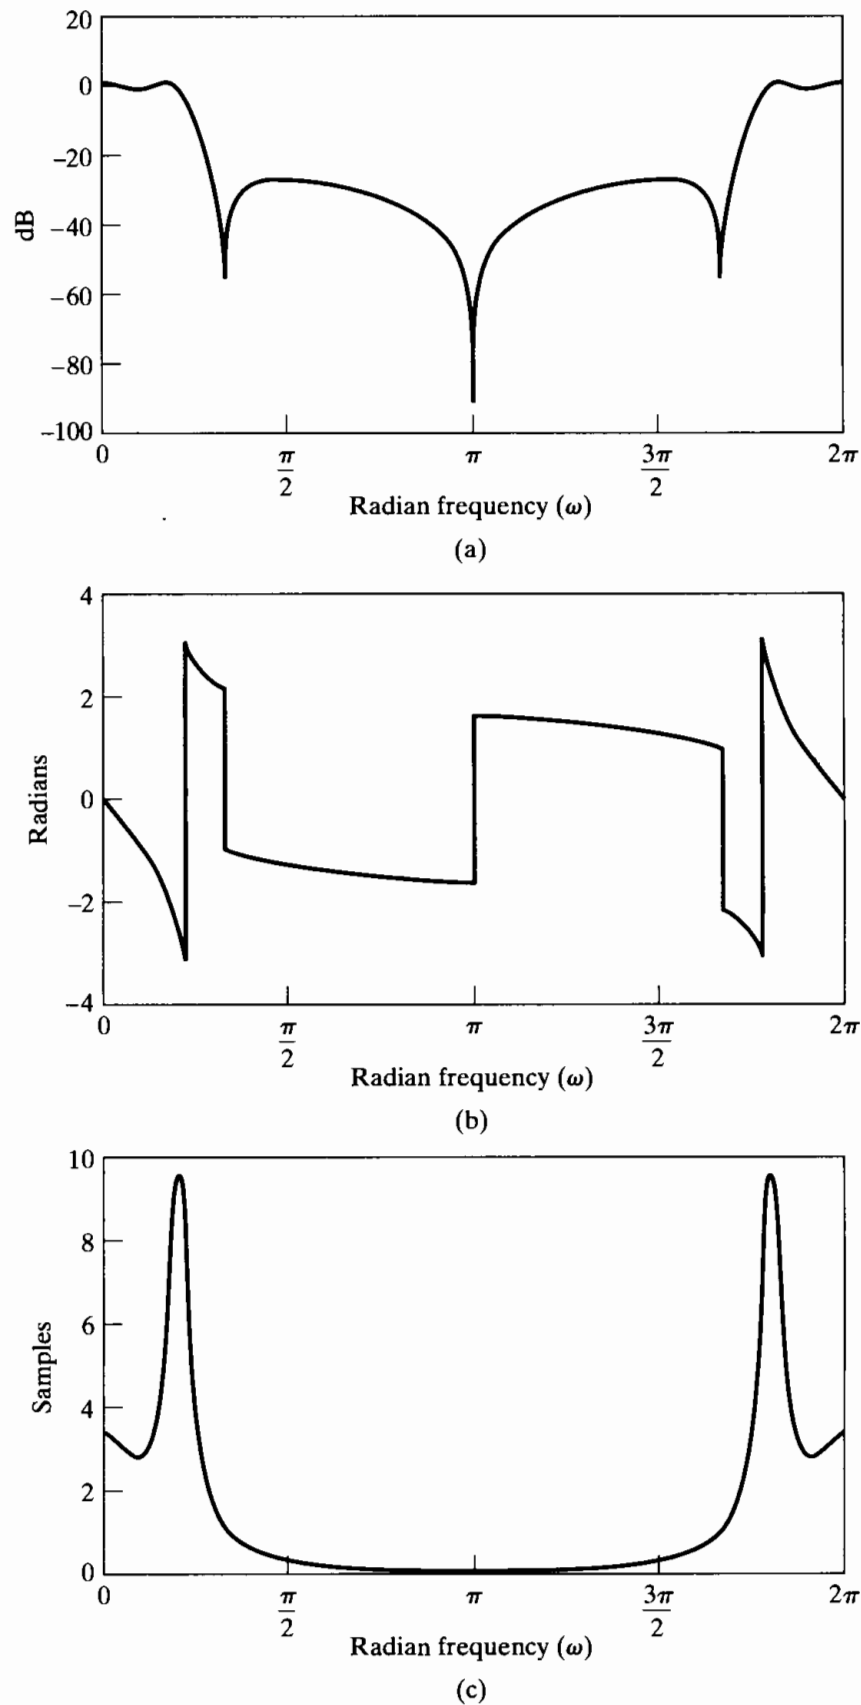 20
0
−20
−40
−60
−80
−100
dB
0
π/2
π
3π/2
2π
Radian frequency (ω)
(a)
4
2
0
−2
−4
Radians
0
π/2
π
3π/2
2π
Radian frequency (ω)
(b)
10
8
6
4
2
0
Samples
0
π/2
π
3π/2
2π
Radian frequency (ω)
(c)